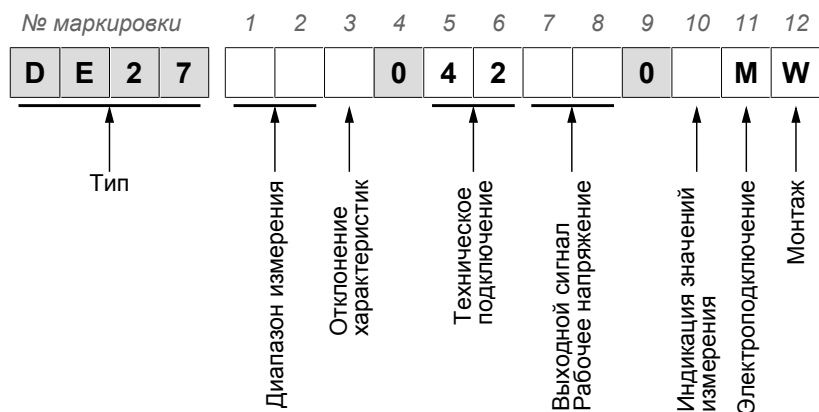 № маркировки 1 2 3 4 5 6 7 8 9 10 11 12
D E 2 7 0 4 2 0 M W
Тип
Диапазон измерения
Отклонение
характеристик
Техническое
подключение
Выходной сигнал
Рабочее напряжение
Индикация значений
измерения
Электроподключение
Монтаж